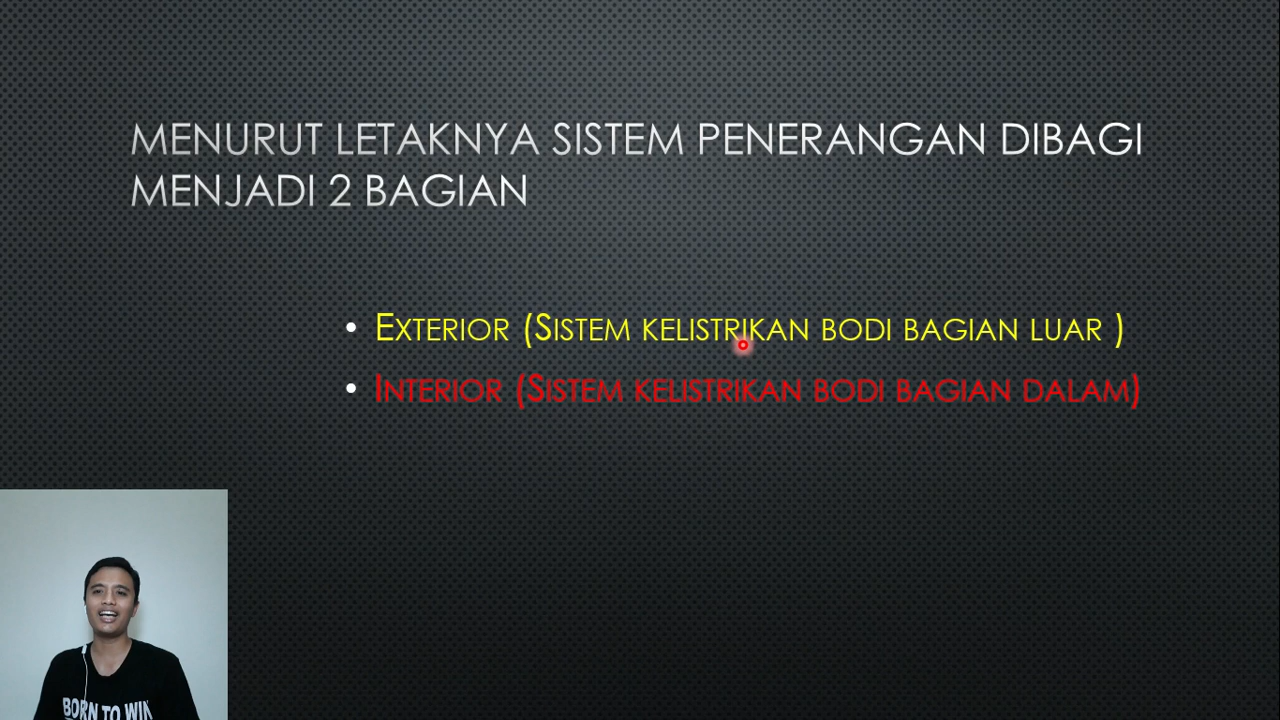 MENURUT LETAKNYA SISTEM PENERANGAN DIBAGI
MENJADI 2 BAGIAN
• EXTERIOR (SISTEM KELISTRIKAN BODI BAGIAN LUAR )
• INTERIOR (SISTEM KELISTRIKAN BODI BAGIAN DALAM)
BORN TO WIN